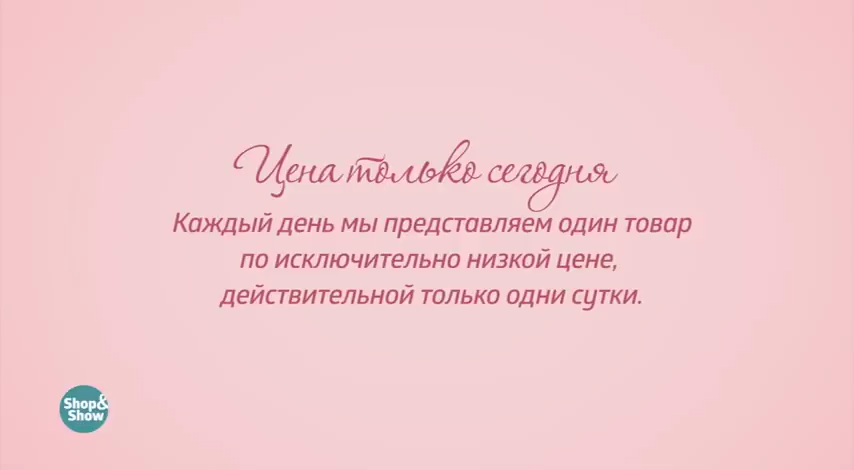 Цена только сегодня
Каждый день мы представляем один товар
по исключительно низкой цене,
действительной только одни сутки.
Shop&
Show